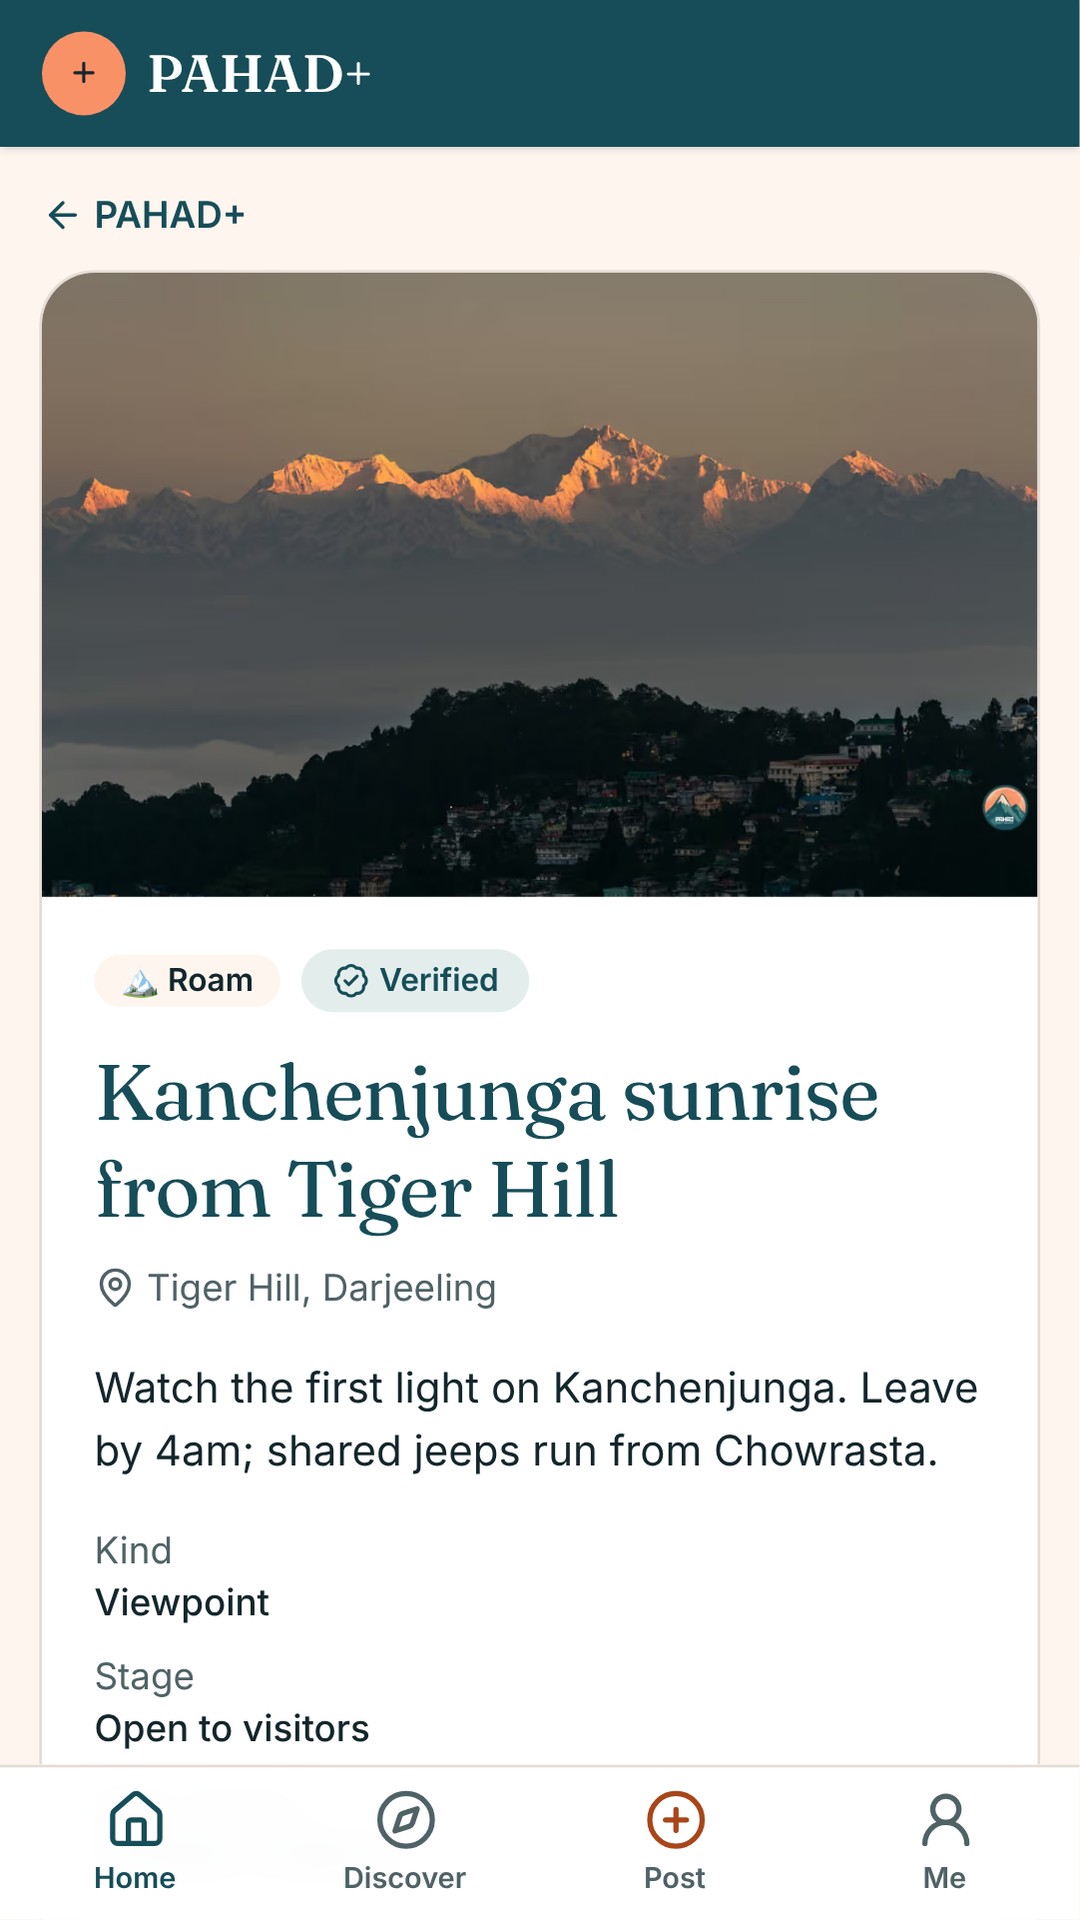 + PAHAD+
← PAHAD+
PAHAD
🏔️ Roam
Verified
Kanchenjunga sunrise
from Tiger Hill
Tiger Hill, Darjeeling
Watch the first light on Kanchenjunga. Leave
by 4am; shared jeeps run from Chowrasta.
Kind
Viewpoint
Stage
Open to visitors
Home
Discover
Post
Me